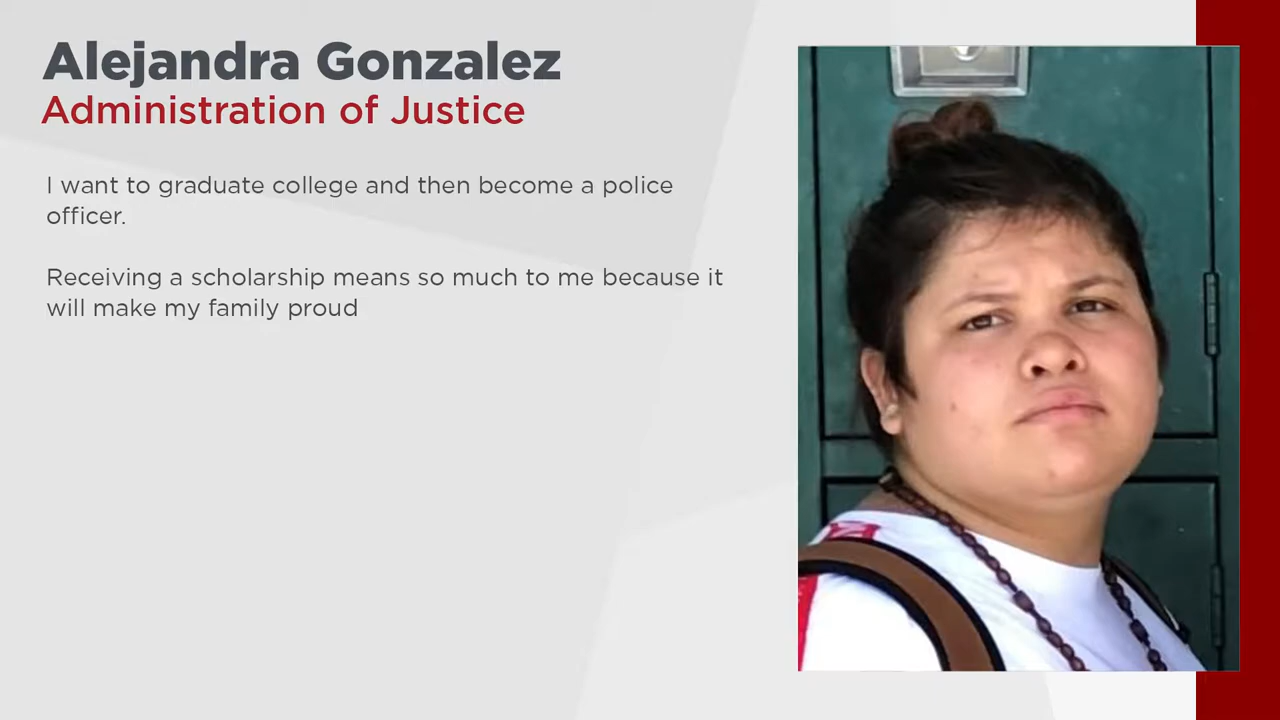 Alejandra Gonzalez
Administration of Justice
I want to graduate college and then become a police
officer.
Receiving a scholarship means so much to me because it
will make my family proud